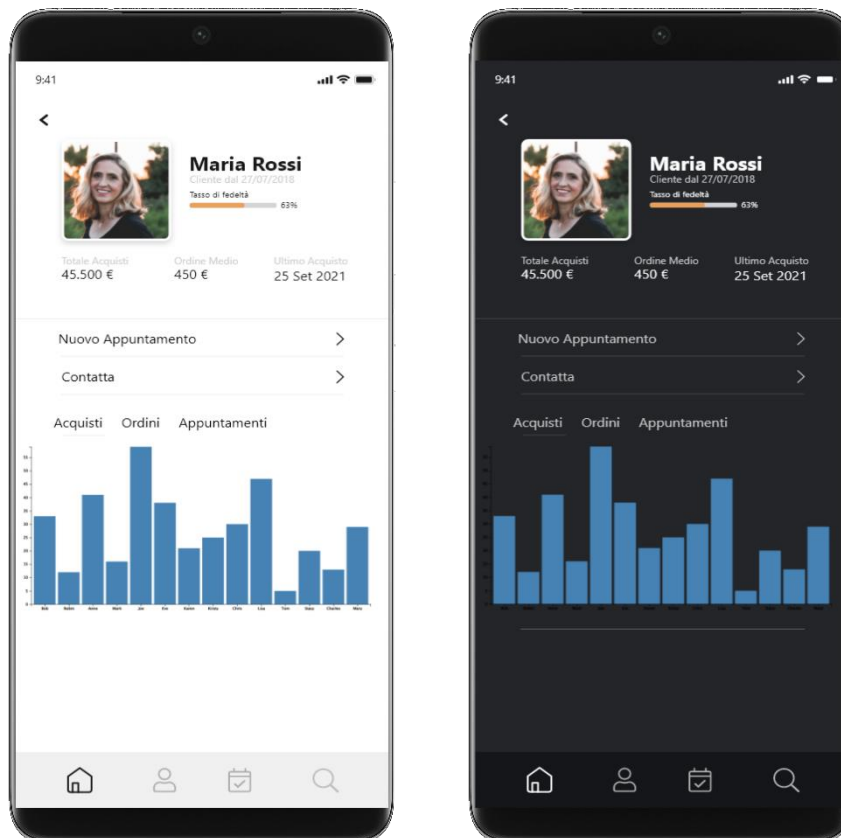 9:41
Maria Rossi
Cliente dal 27/07/2018
Tasso di fedeltà
63%
Totale Acquisti Ordine Medio Ultimo Acquisto
45.500 € 450 € 25 Set 2021
Nuovo Appuntamento
Contatta
Acquisti Ordini Appuntamenti
9:41
Maria Rossi
Cliente dal 27/07/2018
Tasso di fedeltà
63%
Totale Acquisti Ordine Medio Ultimo Acquisto
45.500 € 450 € 25 Set 2021
Nuovo Appuntamento
Contatta
Acquisti Ordini Appuntamenti